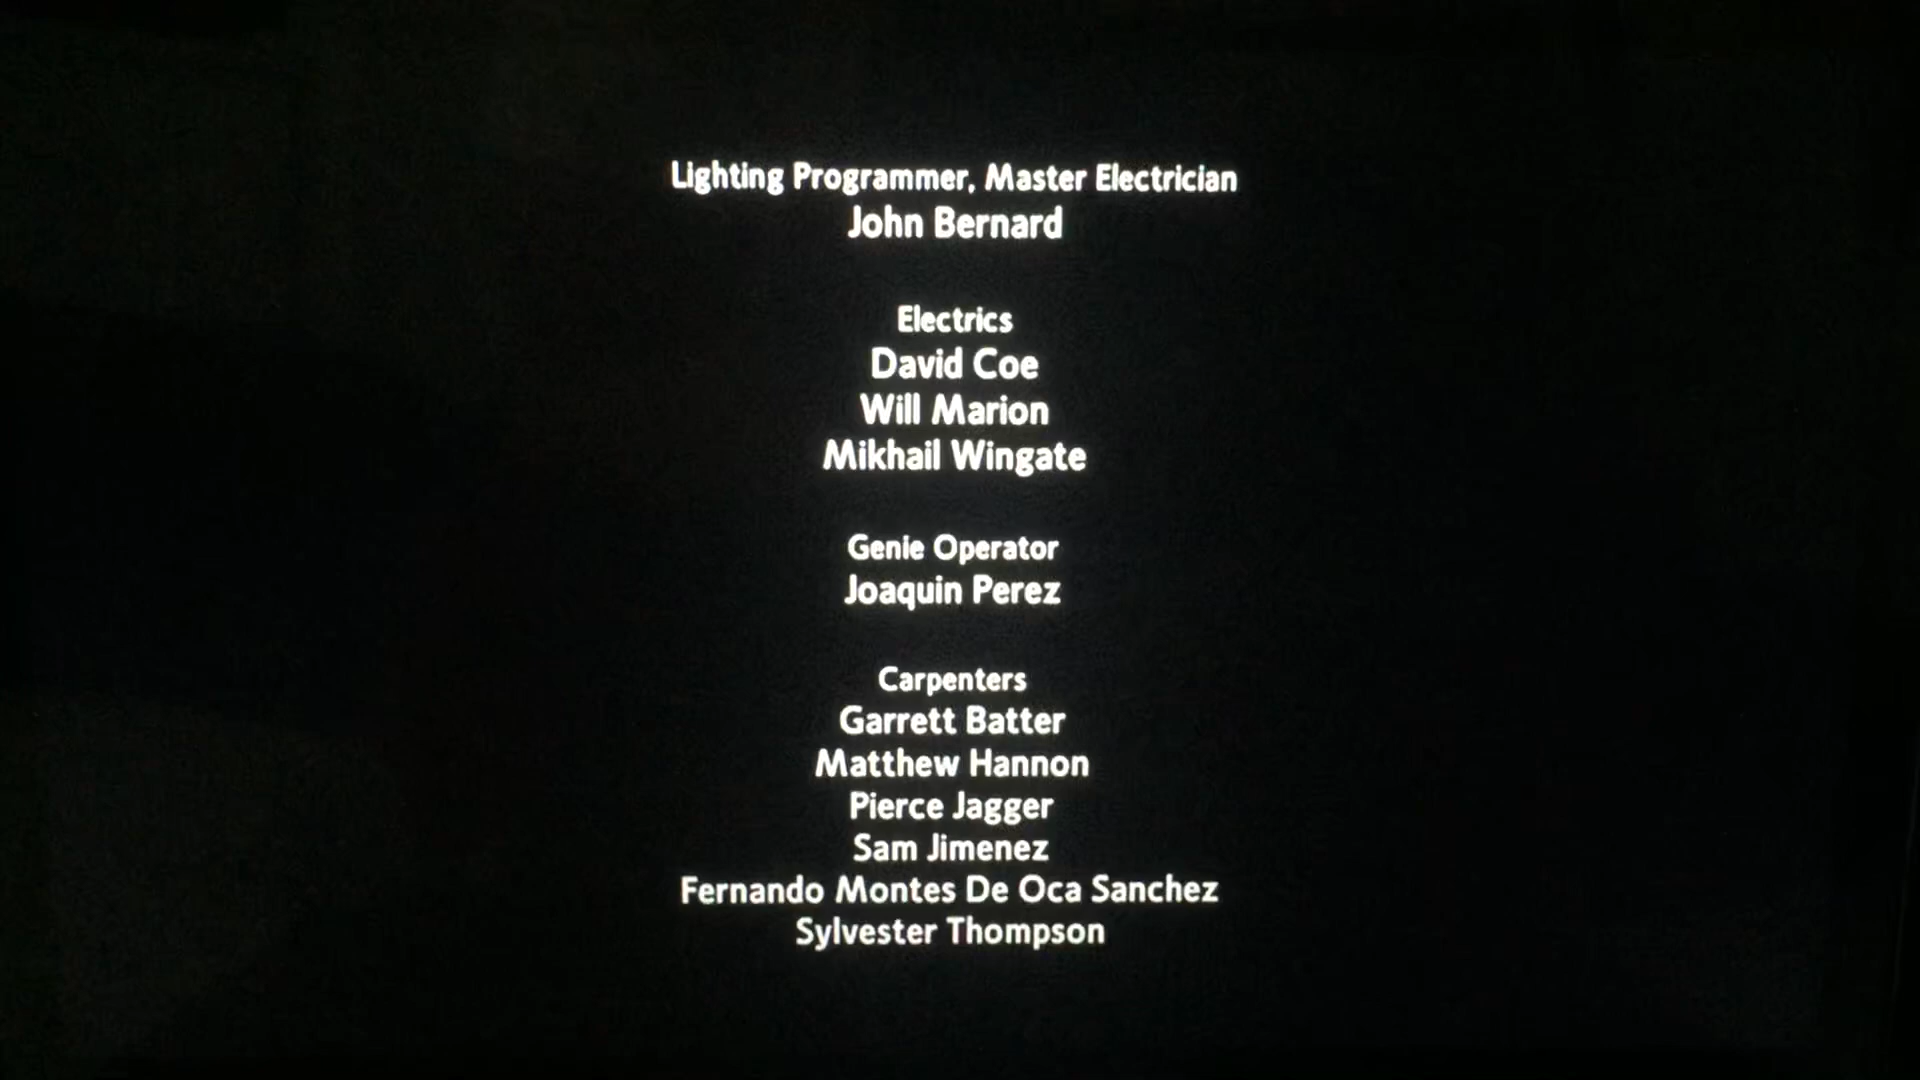 Lighting Programmer, Master Electrician
John Bernard
Electrics
David Coe
Will Marion
Mikhail Wingate
Genie Operator
Joaquin Perez
Carpenters
Garrett Batter
Matthew Hannon
Pierce Jagger
Sam Jimenez
Fernando Montes De Oca Sanchez
Sylvester Thompson